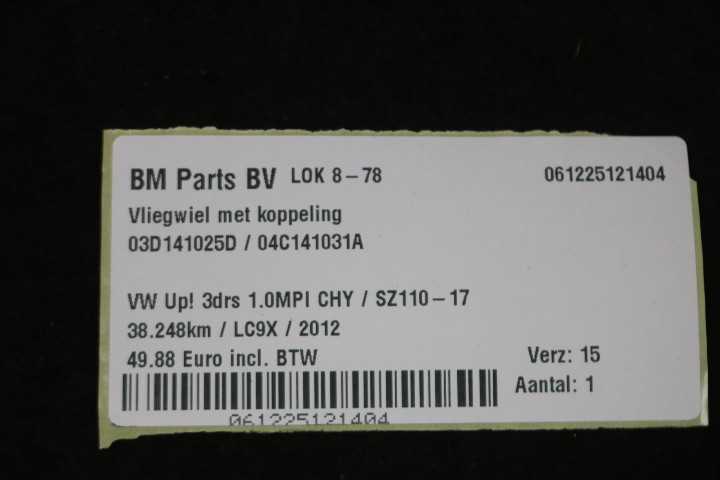 BM Parts BV LOK 8-78 061225121404
Vliegwiel met koppeling
03D141025D / 04C141031A
VW Up! 3drs 1.0MPI CHY / SZ110-17
38.248km / LC9X / 2012
49.88 Euro incl. BTW Verz: 15
Aantal: 1
061225121404